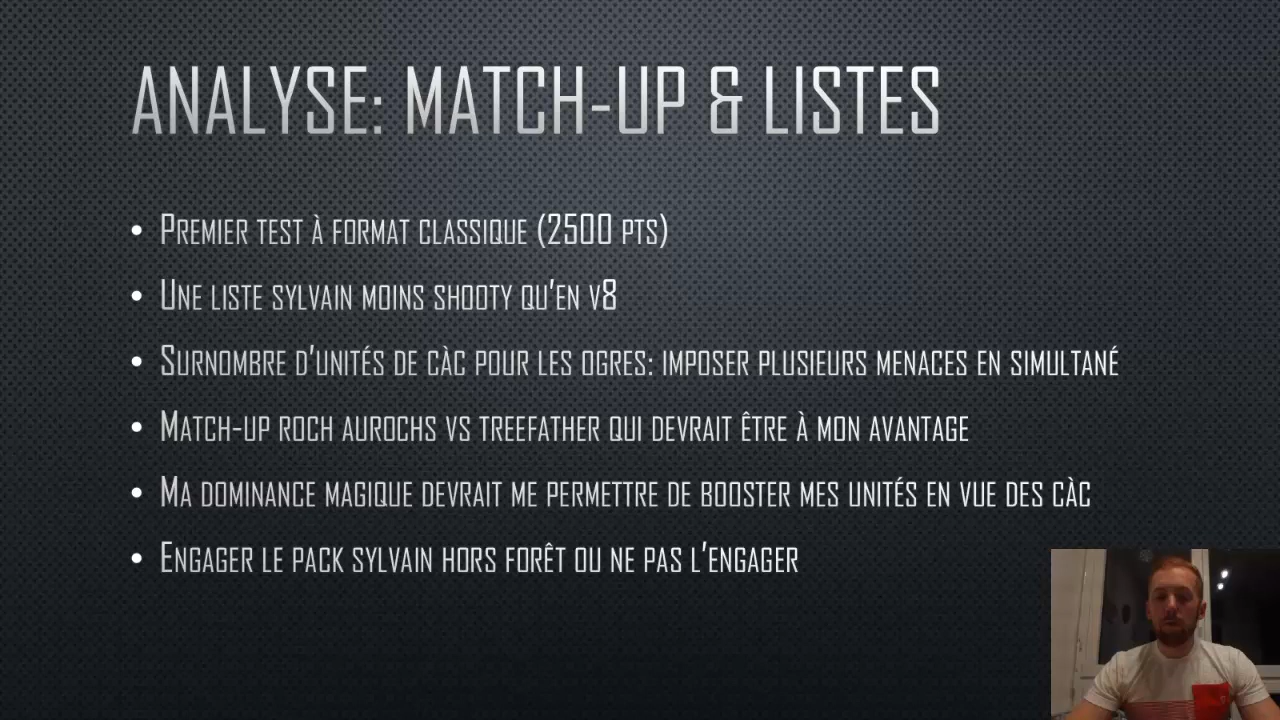 Analyse: Match-up & Listes
• Premier test à format classique (2500 pts)
• Une liste sylvain moins shooty qu'en v8
• Surnombre d'unités de càc pour les ogres: imposer plusieurs menaces en simultané
• Match-up roch aurochs vs treefather qui devrait être à mon avantage
• Ma dominance magique devrait me permettre de booster mes unités en vue des càc
• Engager le pack sylvain hors forêt ou ne pas l'engager